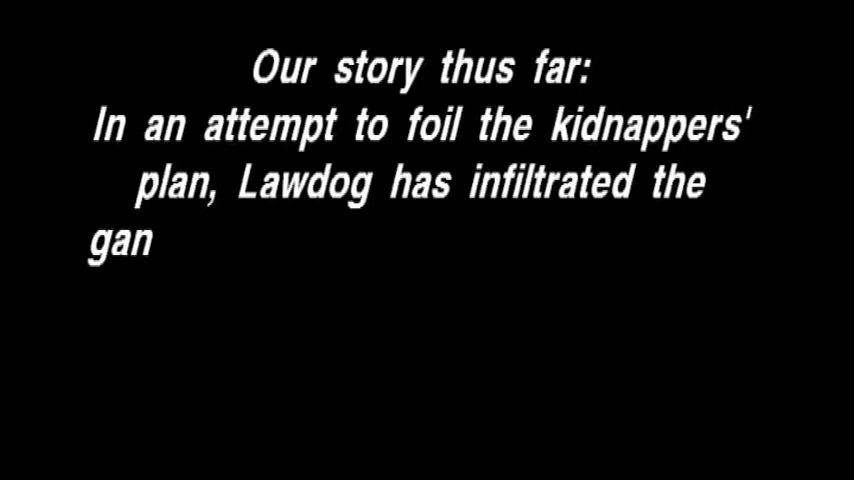 Our story thus far:
In an attempt to foil the kidnappers'
plan, Lawdog has infiltrated the
gan